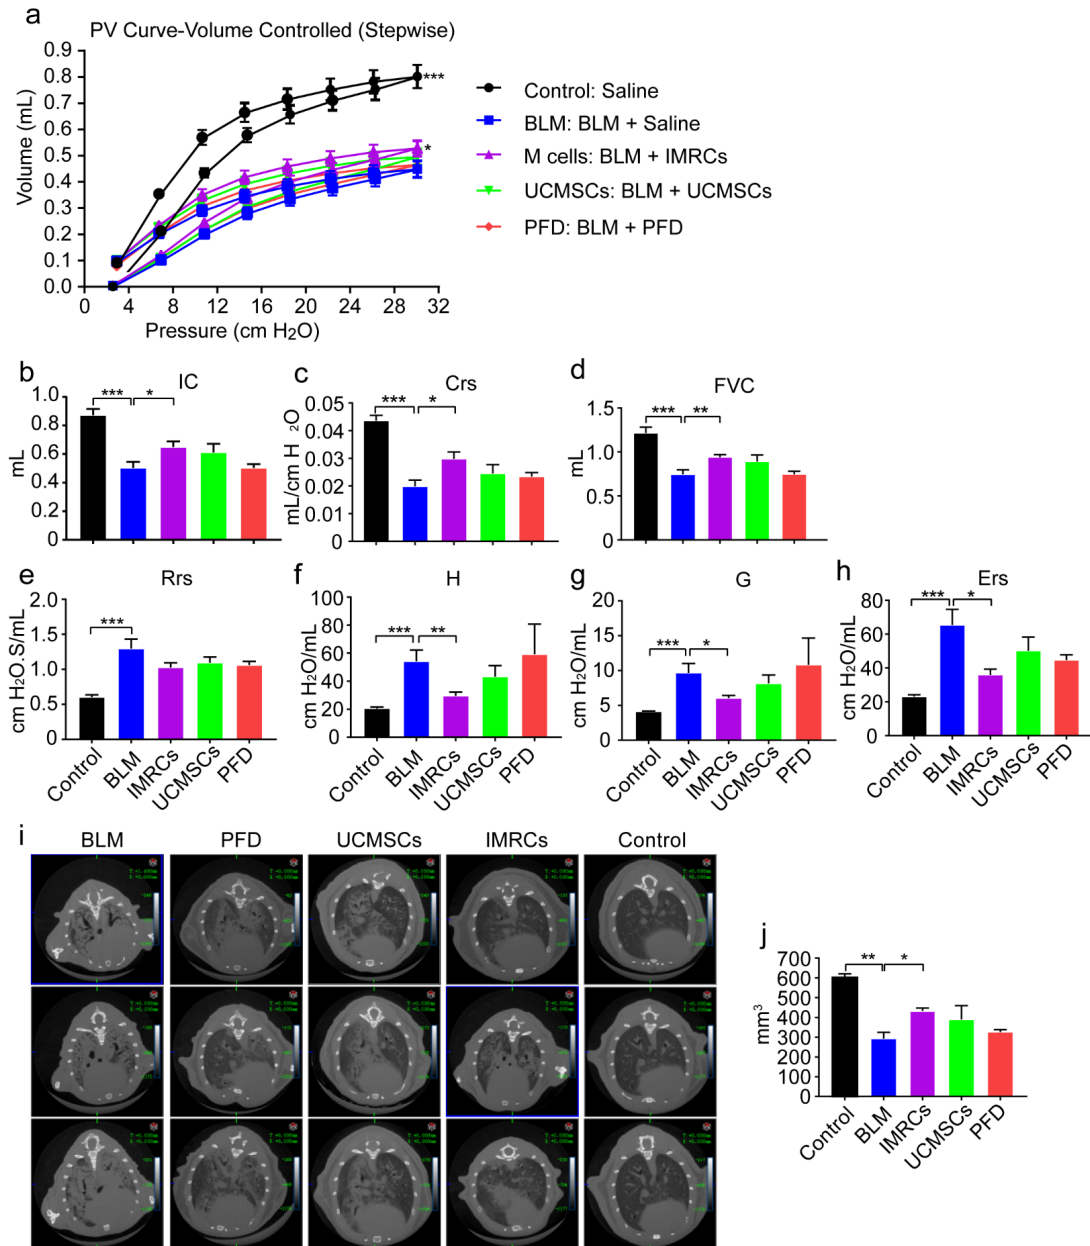 a
PV Curve-Volume Controlled (Stepwise)
Volume (mL)
0.9
0.8
0.7
0.6
0.5
0.4
0.3
0.2
0.1
0.0
***
*
0 4 8 12 16 20 24 28 32
Pressure (cm H2O)
Control: Saline
BLM: BLM + Saline
M cells: BLM + IMRCs
UCMSCs: BLM + UCMSCs
PFD: BLM + PFD
b
IC
mL
1.0
0.8
0.6
0.4
0.2
0
*** *
c
Crs
mL/cm H 2O
0.05
0.04
0.03
0.02
0.01
0
*** *
d
FVC
mL
1.5
1.0
0.5
0
*** **
e
Rrs
cm H2O.S/mL
2.0
1.5
1.0
0.5
0
***
Control BLM IMRCs UCMSCs PFD
f
H
cm H2O/mL
100
80
60
40
20
0
*** **
Control BLM IMRCs UCMSCs PFD
g
G
cm H2O/mL
20
15
10
5
0
*** *
Control BLM IMRCs UCMSCs PFD
h
Ers
cm H2O/mL
80
60
40
20
0
*** *
Control BLM IMRCs UCMSCs PFD
i
BLM PFD UCMSCs IMRCs Control
j
mm3
700
600
500
400
300
200
100
0
** *
Control BLM IMRCs UCMSCs PFD